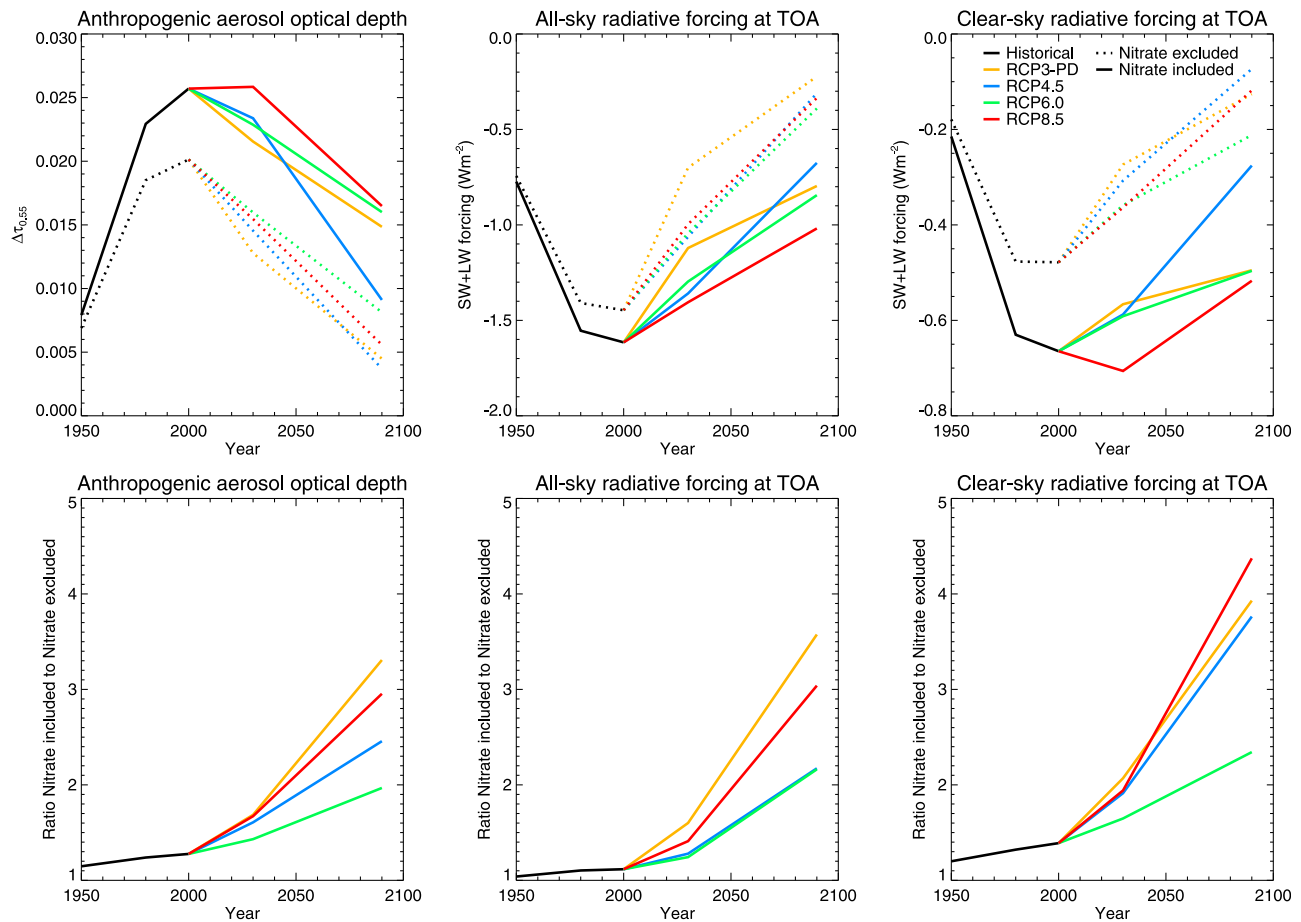 Anthropogenic aerosol optical depth
0.030
0.025
0.020
0.015
0.010
0.005
0.000
Δτ0.55
1950
2000
2050
2100
Year
All-sky radiative forcing at TOA
0.0
-0.5
-1.0
-1.5
-2.0
SW+LW forcing (Wm-2)
1950
2000
2050
2100
Year
Clear-sky radiative forcing at TOA
0.0
-0.2
-0.4
-0.6
-0.8
SW+LW forcing (Wm-2)
Historical
RCP3-PD
RCP4.5
RCP6.0
RCP8.5
Nitrate excluded
Nitrate included
1950
2000
2050
2100
Year
Anthropogenic aerosol optical depth
5
4
3
2
1
Ratio Nitrate included to Nitrate excluded
1950
2000
2050
2100
Year
All-sky radiative forcing at TOA
5
4
3
2
1
Ratio Nitrate included to Nitrate excluded
1950
2000
2050
2100
Year
Clear-sky radiative forcing at TOA
5
4
3
2
1
Ratio Nitrate included to Nitrate excluded
1950
2000
2050
2100
Year